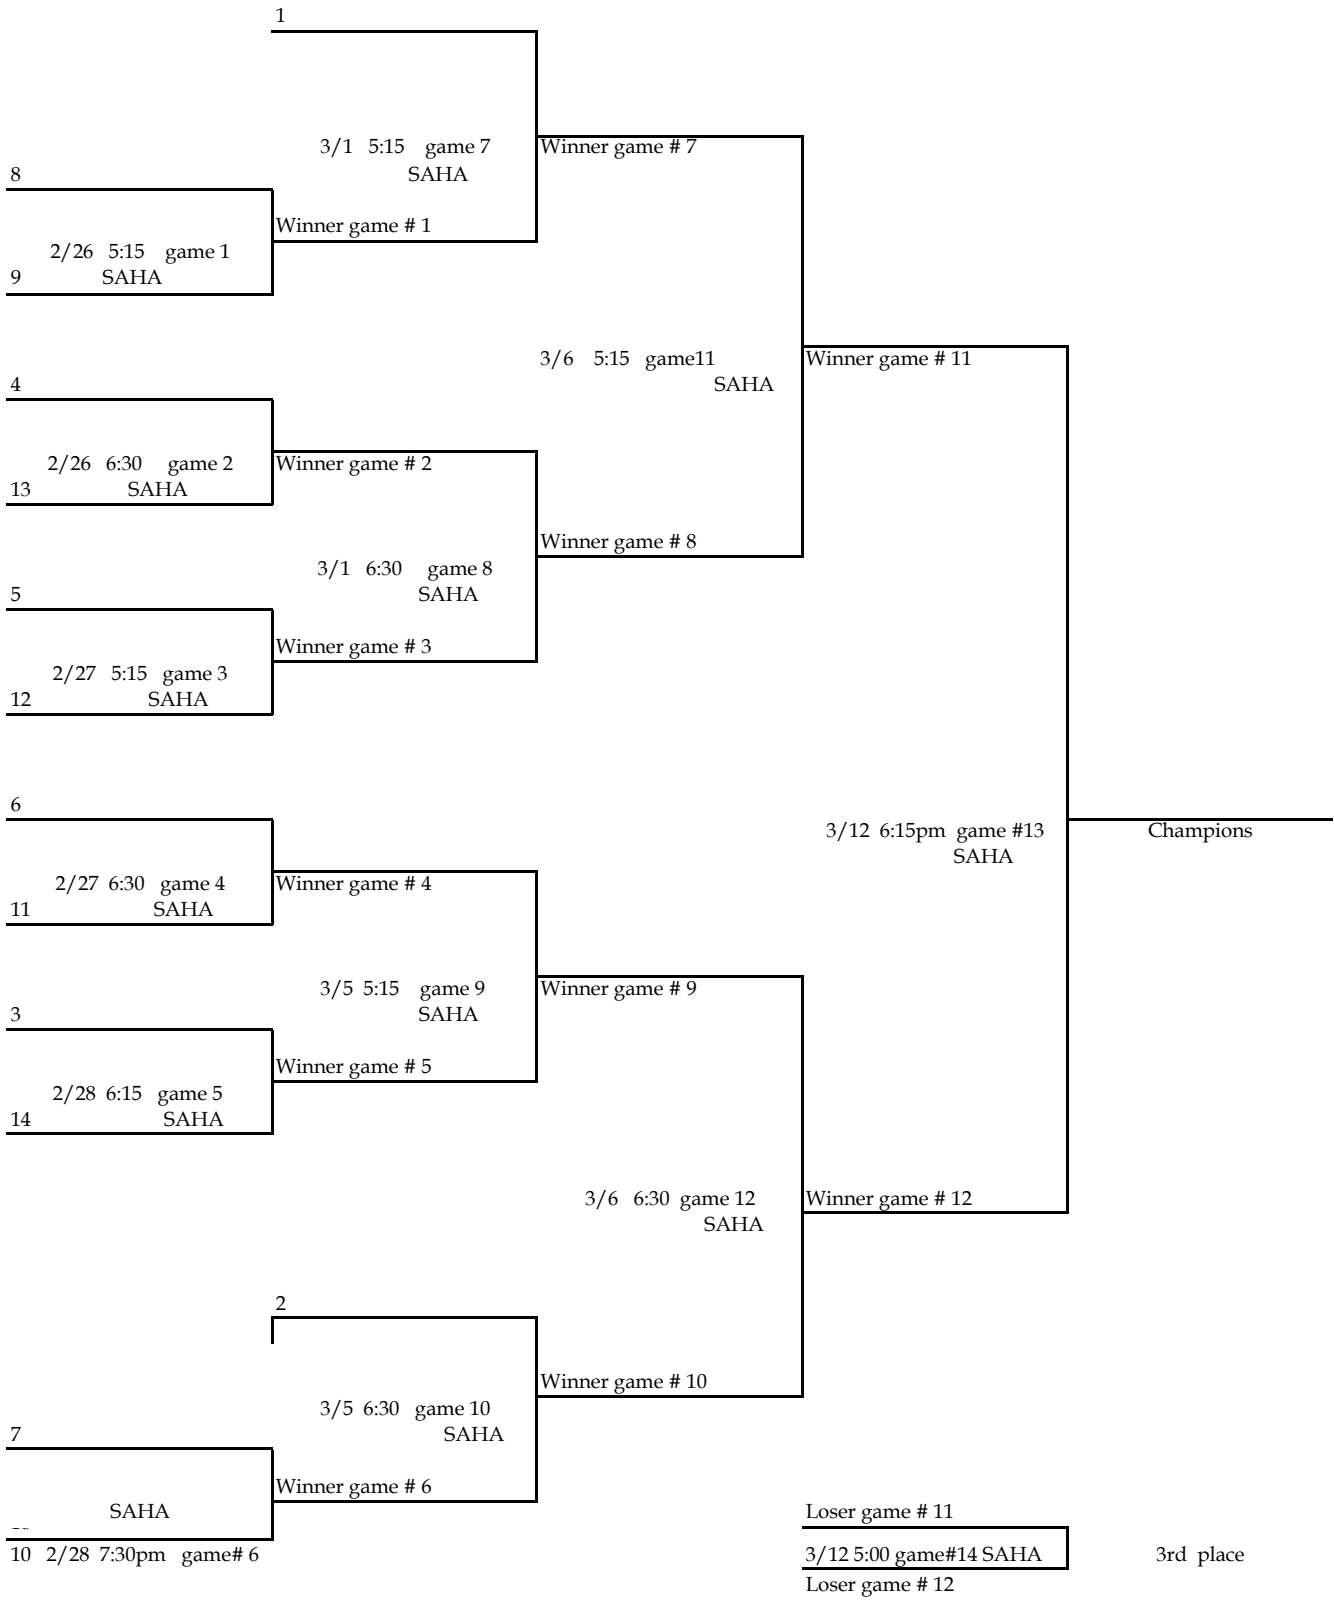 1
3/1 5:15 game 7
Winner game # 7
SAHA
8
Winner game # 1
2/26 5:15 game 1
9 SAHA
3/6 5:15 game11
Winner game # 11
SAHA
4
2/26 6:30 game 2
Winner game # 2
13 SAHA
Winner game # 8
3/1 6:30 game 8
SAHA
5
Winner game # 3
2/27 5:15 game 3
12 SAHA
6
3/12 6:15pm game #13
Champions
SAHA
2/27 6:30 game 4
Winner game # 4
11 SAHA
3/5 5:15 game 9
Winner game # 9
SAHA
3
Winner game # 5
2/28 6:15 game 5
14 SAHA
3/6 6:30 game 12
Winner game # 12
SAHA
2
Winner game # 10
3/5 6:30 game 10
SAHA
7
Winner game # 6
SAHA
Loser game # 11
10 2/28 7:30pm game# 6
3/12 5:00 game#14 SAHA
3rd place
Loser game # 12